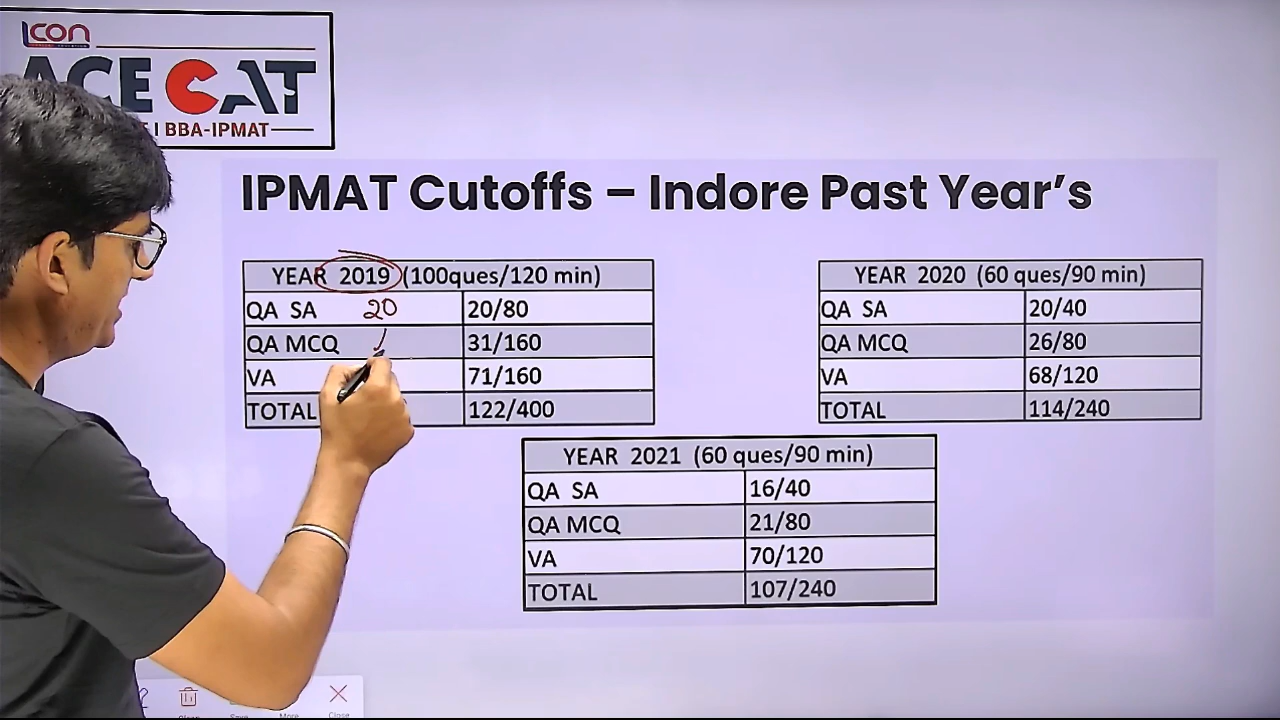 Icon
ACE CAT
I BBA-IPMAT
IPMAT Cutoffs – Indore Past Year's
YEAR 2019 (100ques/120 min)
QA SA 20 20/80
QA MCQ 31/160
VA 71/160
TOTAL 122/400
YEAR 2020 (60 ques/90 min)
QA SA 20/40
QA MCQ 26/80
VA 68/120
TOTAL 114/240
YEAR 2021 (60 ques/90 min)
QA SA 16/40
QA MCQ 21/80
VA 70/120
TOTAL 107/240
More Close